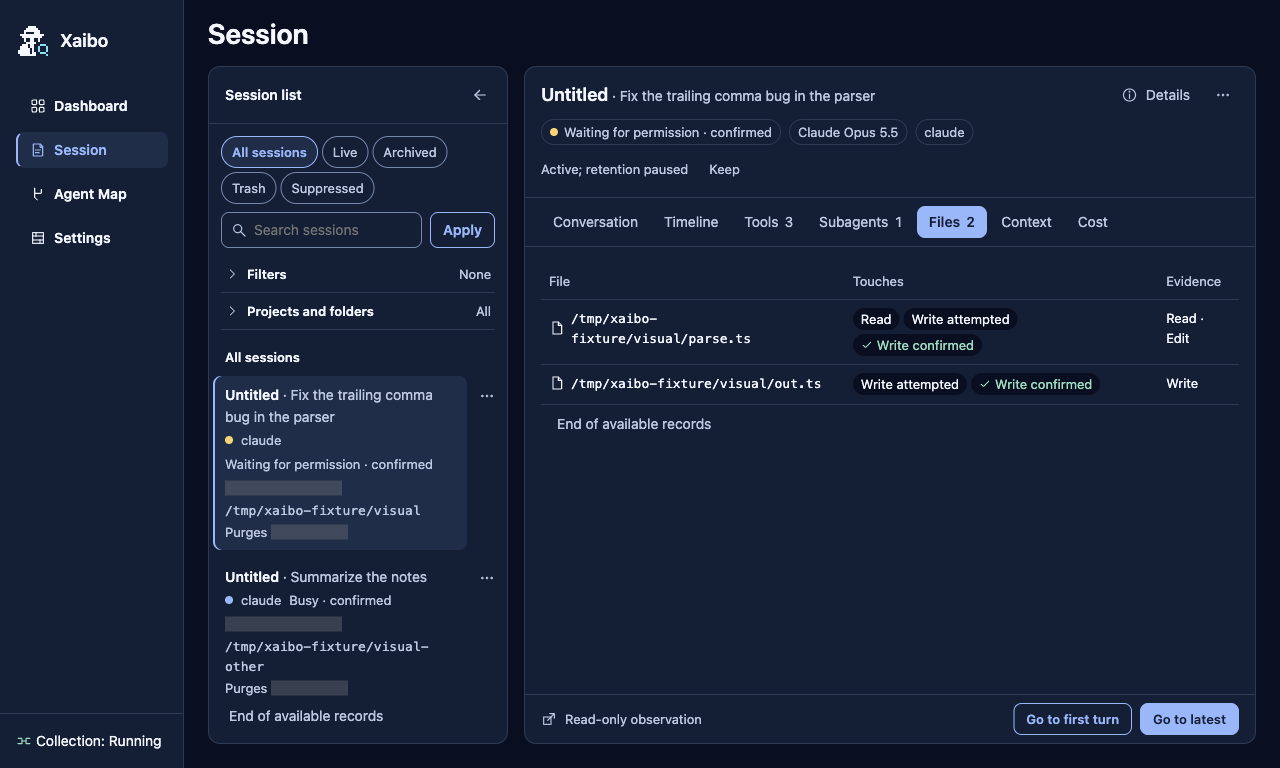 Xaibo
Dashboard
Session
Agent Map
Settings
Collection: Running
Session
Session list
All sessions
Live
Archived
Trash
Suppressed
Search sessions
Apply
Filters
None
Projects and folders
All
All sessions
Untitled · Fix the trailing comma
bug in the parser
claude
Waiting for permission · confirmed
/tmp/xaibo-fixture/visual
Purges
Untitled · Summarize the notes
claude Busy · confirmed
/tmp/xaibo-fixture/visual-
other
Purges
End of available records
Untitled · Fix the trailing comma bug in the parser
Details
Waiting for permission · confirmed
Claude Opus 5.5
claude
Active; retention paused
Keep
Conversation
Timeline
Tools 3
Subagents 1
Files 2
Context
Cost
File
Touches
Evidence
/tmp/xaibo-
fixture/visual/parse.ts
Read
Write attempted
Write confirmed
Read ·
Edit
/tmp/xaibo-fixture/visual/out.ts
Write attempted
Write confirmed
Write
End of available records
Read-only observation
Go to first turn
Go to latest